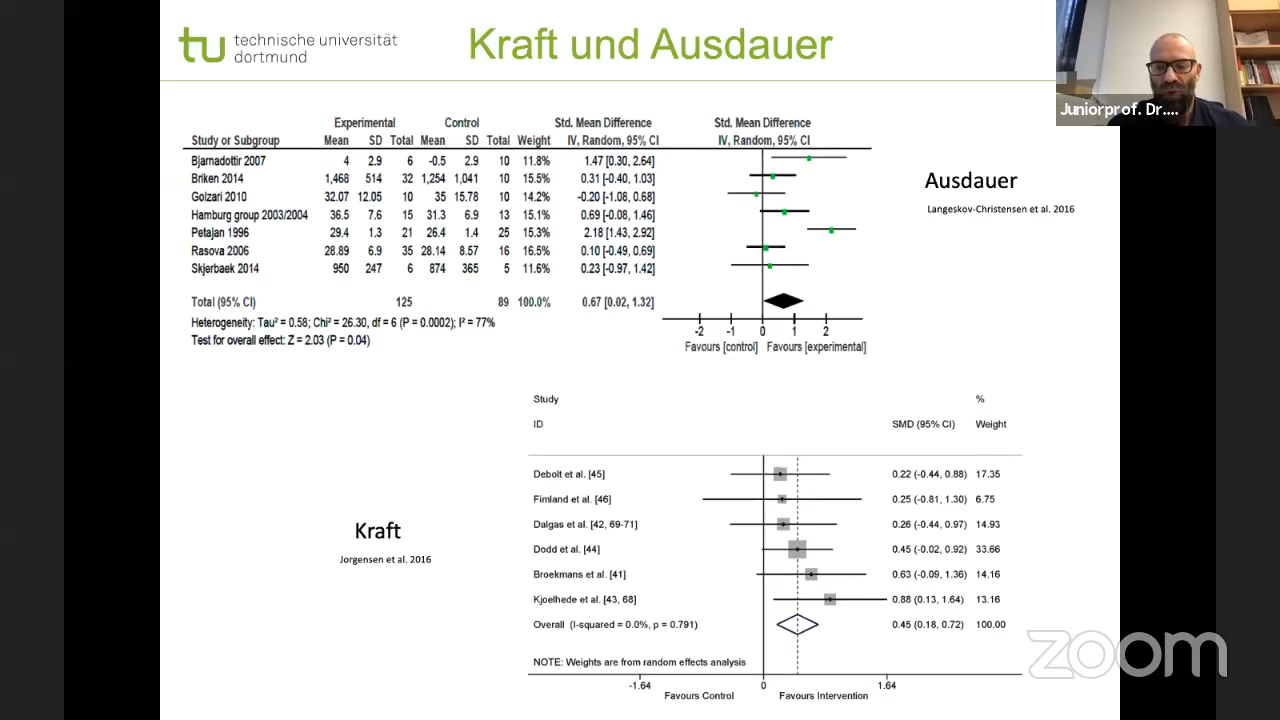 tu technische universität
dortmund
Kraft und Ausdauer
Juniorprof. Dr....
Experimental Control Std. Mean Difference Std. Mean Difference
Study or Subgroup Mean SD Total Mean SD Total Weight IV, Random, 95% CI IV, Random, 95% CI
Bjarnadottir 2007 4 2.9 6 -0.5 2.9 10 11.8% 1.47 [0.30, 2.64]
Briken 2014 1,468 514 32 1,254 1,041 10 15.5% 0.31 [-0.40, 1.03]
Golzari 2010 32.07 12.05 10 35 15.78 10 14.2% -0.20 [-1.08, 0.68]
Hamburg group 2003/2004 36.5 7.6 15 31.3 6.9 13 15.1% 0.69 [-0.08, 1.46]
Petajan 1996 29.4 1.3 21 26.4 1.4 25 15.3% 2.18 [1.43, 2.92]
Rasova 2006 28.89 6.9 35 28.14 8.57 16 16.5% 0.10 [-0.49, 0.69]
Skjerbaek 2014 950 247 6 874 365 5 11.6% 0.23 [-0.97, 1.42]
Total (95% CI) 125 89 100.0% 0.67 [0.02, 1.32]
Heterogeneity: Tau² = 0.58; Chi² = 26.30, df = 6 (P = 0.0002); I² = 77%
Test for overall effect: Z = 2.03 (P = 0.04)
-2 -1 0 1 2
Favours [control] Favours [experimental]
Ausdauer
Langeskov-Christensen et al. 2016
Kraft
Jorgensen et al. 2016
Study %
ID SMD (95% CI) Weight
Debolt et al. [45] 0.22 (-0.44, 0.88) 17.35
Fimland et al. [46] 0.25 (-0.81, 1.30) 6.75
Dalgas et al. [42, 69-71] 0.26 (-0.44, 0.97) 14.93
Dodd et al. [44] 0.45 (-0.02, 0.92) 33.66
Broekmans et al. [41] 0.63 (-0.09, 1.36) 14.16
Kjoelhede et al. [43, 68] 0.88 (0.13, 1.64) 13.16
Overall (I-squared = 0.0%, p = 0.791) 0.45 (0.18, 0.72) 100.00
NOTE: Weights are from random effects analysis
-1.64 0 1.64
Favours Control Favours Intervention
zoom